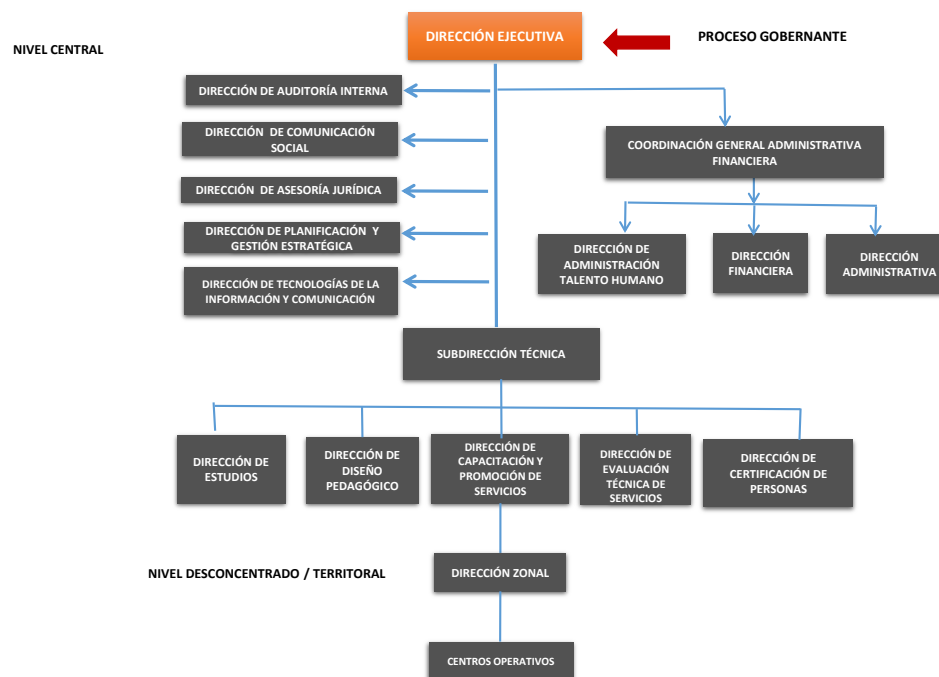 DIRECCIÓN EJECUTIVA
PROCESO GOBERNANTE
NIVEL CENTRAL
DIRECCIÓN DE AUDITORÍA INTERNA
DIRECCIÓN DE COMUNICACIÓN
SOCIAL
DIRECCIÓN DE ASESORÍA JURÍDICA
DIRECCIÓN DE PLANIFICACIÓN Y
GESTIÓN ESTRATÉGICA
DIRECCIÓN DE TECNOLOGÍAS DE LA
INFORMACIÓN Y COMUNICACIÓN
COORDINACIÓN GENERAL ADMINISTRATIVA
FINANCIERA
DIRECCIÓN DE
ADMINISTRACIÓN
TALENTO HUMANO
DIRECCIÓN
FINANCIERA
DIRECCIÓN
ADMINISTRATIVA
SUBDIRECCIÓN TÉCNICA
DIRECCIÓN DE
ESTUDIOS
DIRECCIÓN DE
DISEÑO
PEDAGÓGICO
DIRECCIÓN DE
CAPACITACIÓN Y
PROMOCIÓN DE
SERVICIOS
DIRECCIÓN DE
EVALUACIÓN
TÉCNICA DE
SERVICIOS
DIRECCIÓN DE
CERTIFICACIÓN DE
PERSONAS
NIVEL DESCONCENTRADO / TERRITORAL
DIRECCIÓN ZONAL
CENTROS OPERATIVOS